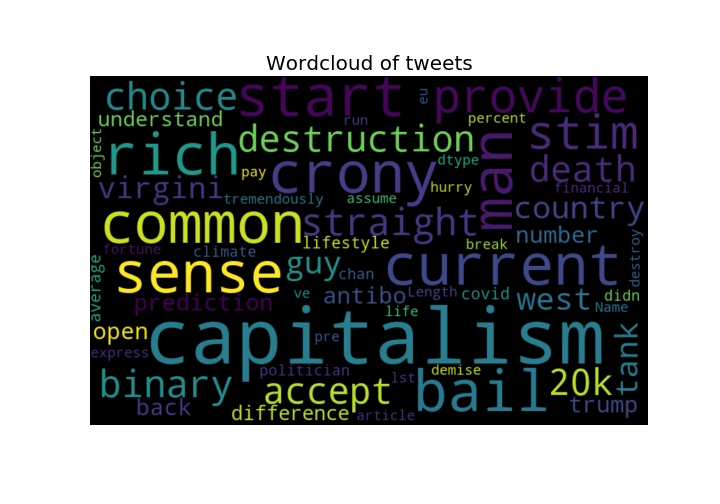 Wordcloud of tweets
choice start eu provide
understand run percent
object rich destruction man stim
pay crony dtype death
virgini hurry financial
tremendously assume
common straight country
lifestyle break number destroy
fortune climate guy current
sense chan
average prediction ve antibo Length covid west didn
life Name
open capitalism pre tank
express politician demise
binary accept lst bail 20k
back difference article trump